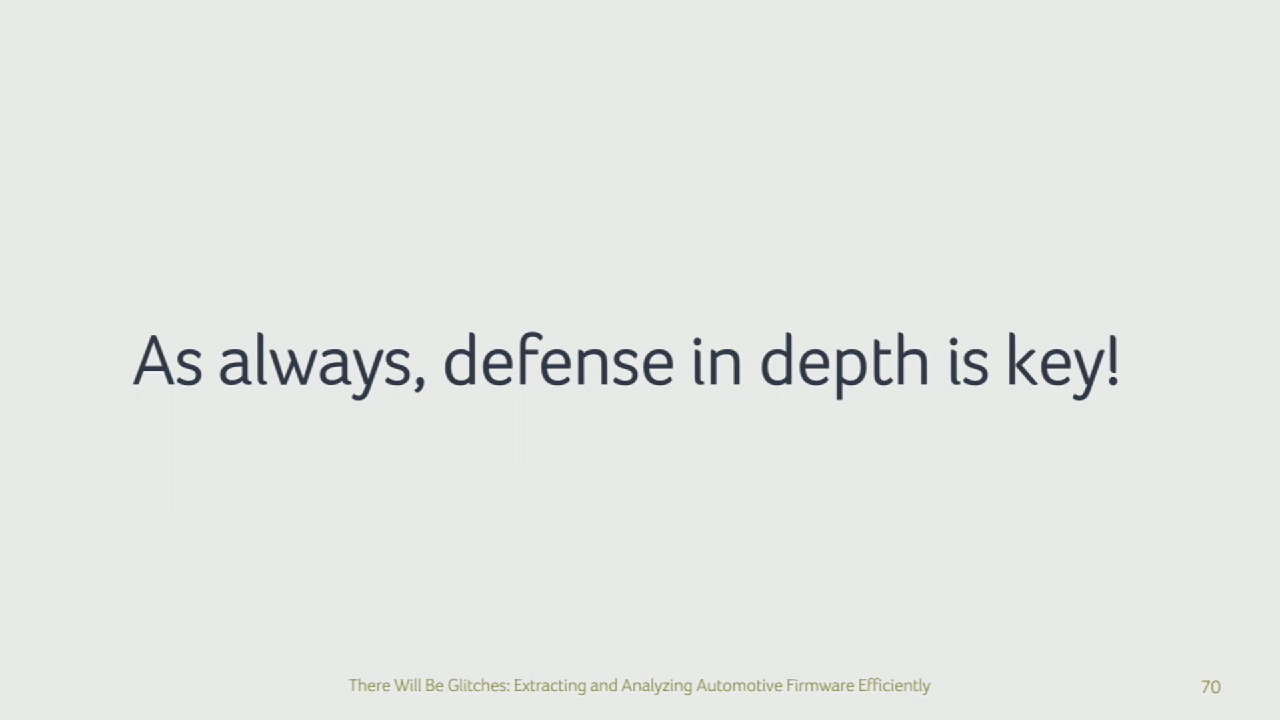 As always, defense in depth is key!
There Will Be Glitches: Extracting and Analyzing Automotive Firmware Efficiently
70